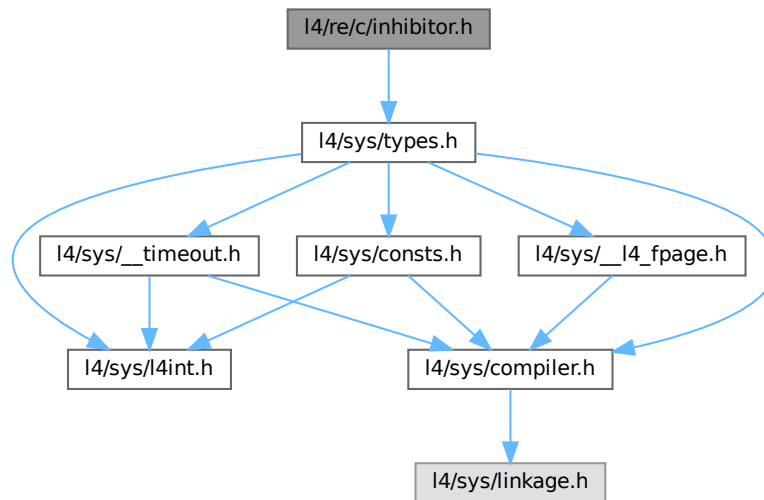 l4/re/c/inhibitor.h
l4/sys/types.h
l4/sys/__timeout.h
l4/sys/consts.h
l4/sys/__l4_fpage.h
l4/sys/l4int.h
l4/sys/compiler.h
l4/sys/linkage.h